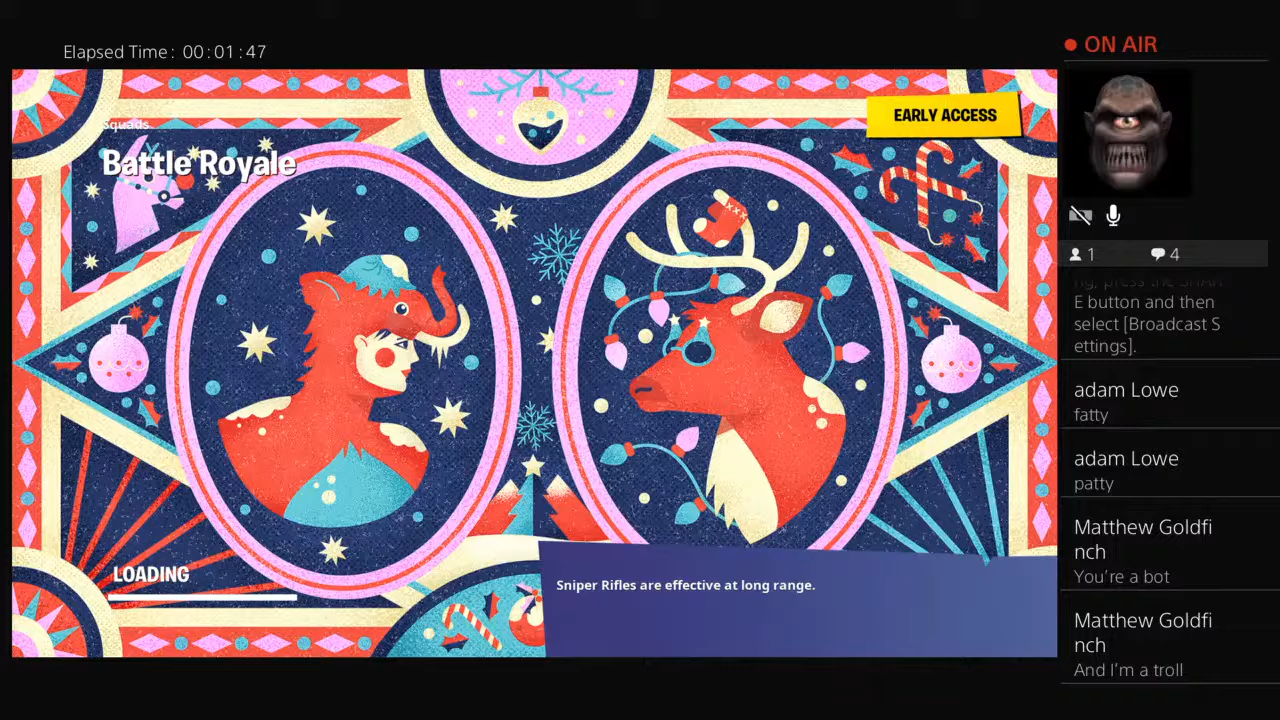 Elapsed Time: 00:01:47
ON AIR
Squads
Battle Royale
EARLY ACCESS
1
4
E button and then
select [Broadcast S
ettings].
adam Lowe
fatty
adam Lowe
patty
Matthew Goldfi
nch
You're a bot
Matthew Goldfi
nch
And I'm a troll
LOADING
Sniper Rifles are effective at long range.